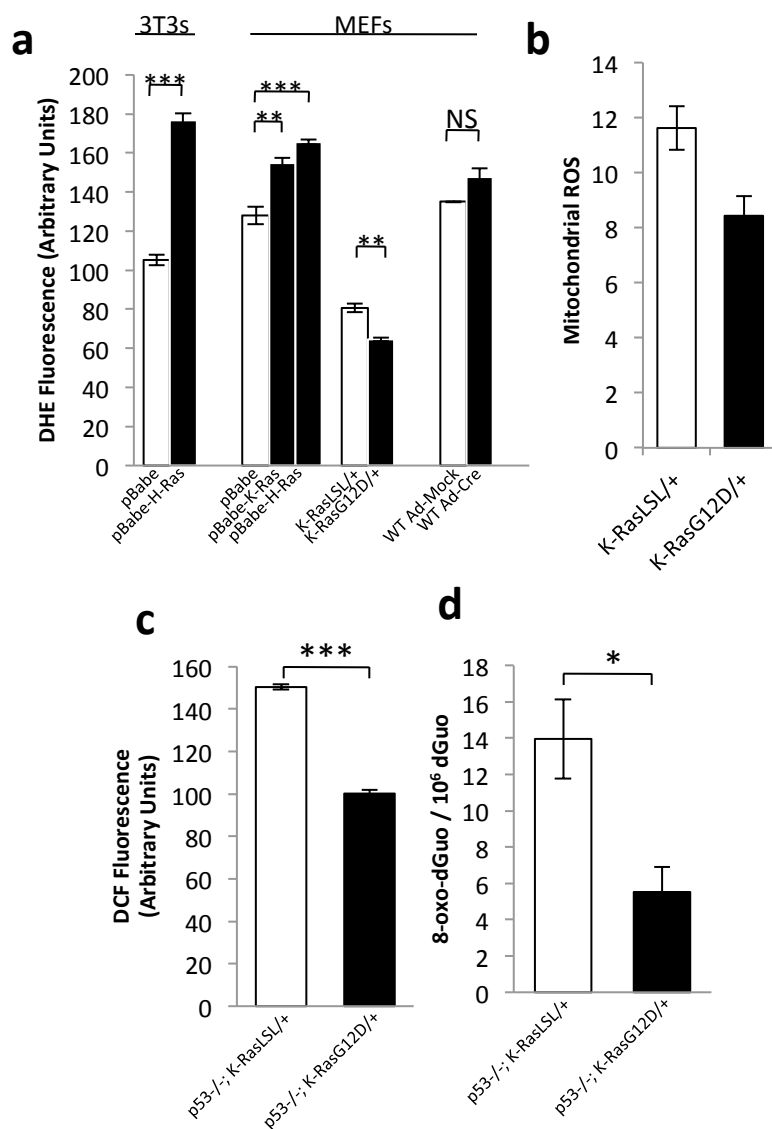 3T3s
MEFs
a
DHE Fluorescence (Arbitrary Units)
200
180
160
140
120
100
80
60
40
20
0
***
***
**
**
NS
pBabe
pBabe-H-Ras
pBabe
pBabe-K-Ras
pBabe-H-Ras
K-RasLSL/+
K-RasG12D/+
WT Ad-Mock
WT Ad-Cre
b
Mitochondrial ROS
14
12
10
8
6
4
2
0
K-RasLSL/+
K-RasG12D/+
c
DCF Fluorescence
(Arbitrary Units)
160
140
120
100
80
60
40
20
0
***
p53-/-; K-RasLSL/+
p53-/-; K-RasG12D/+
d
8-oxo-dGuo / 10⁶ dGuo
18
16
14
12
10
8
6
4
2
0
*
p53-/-; K-RasLSL/+
p53-/-; K-RasG12D/+